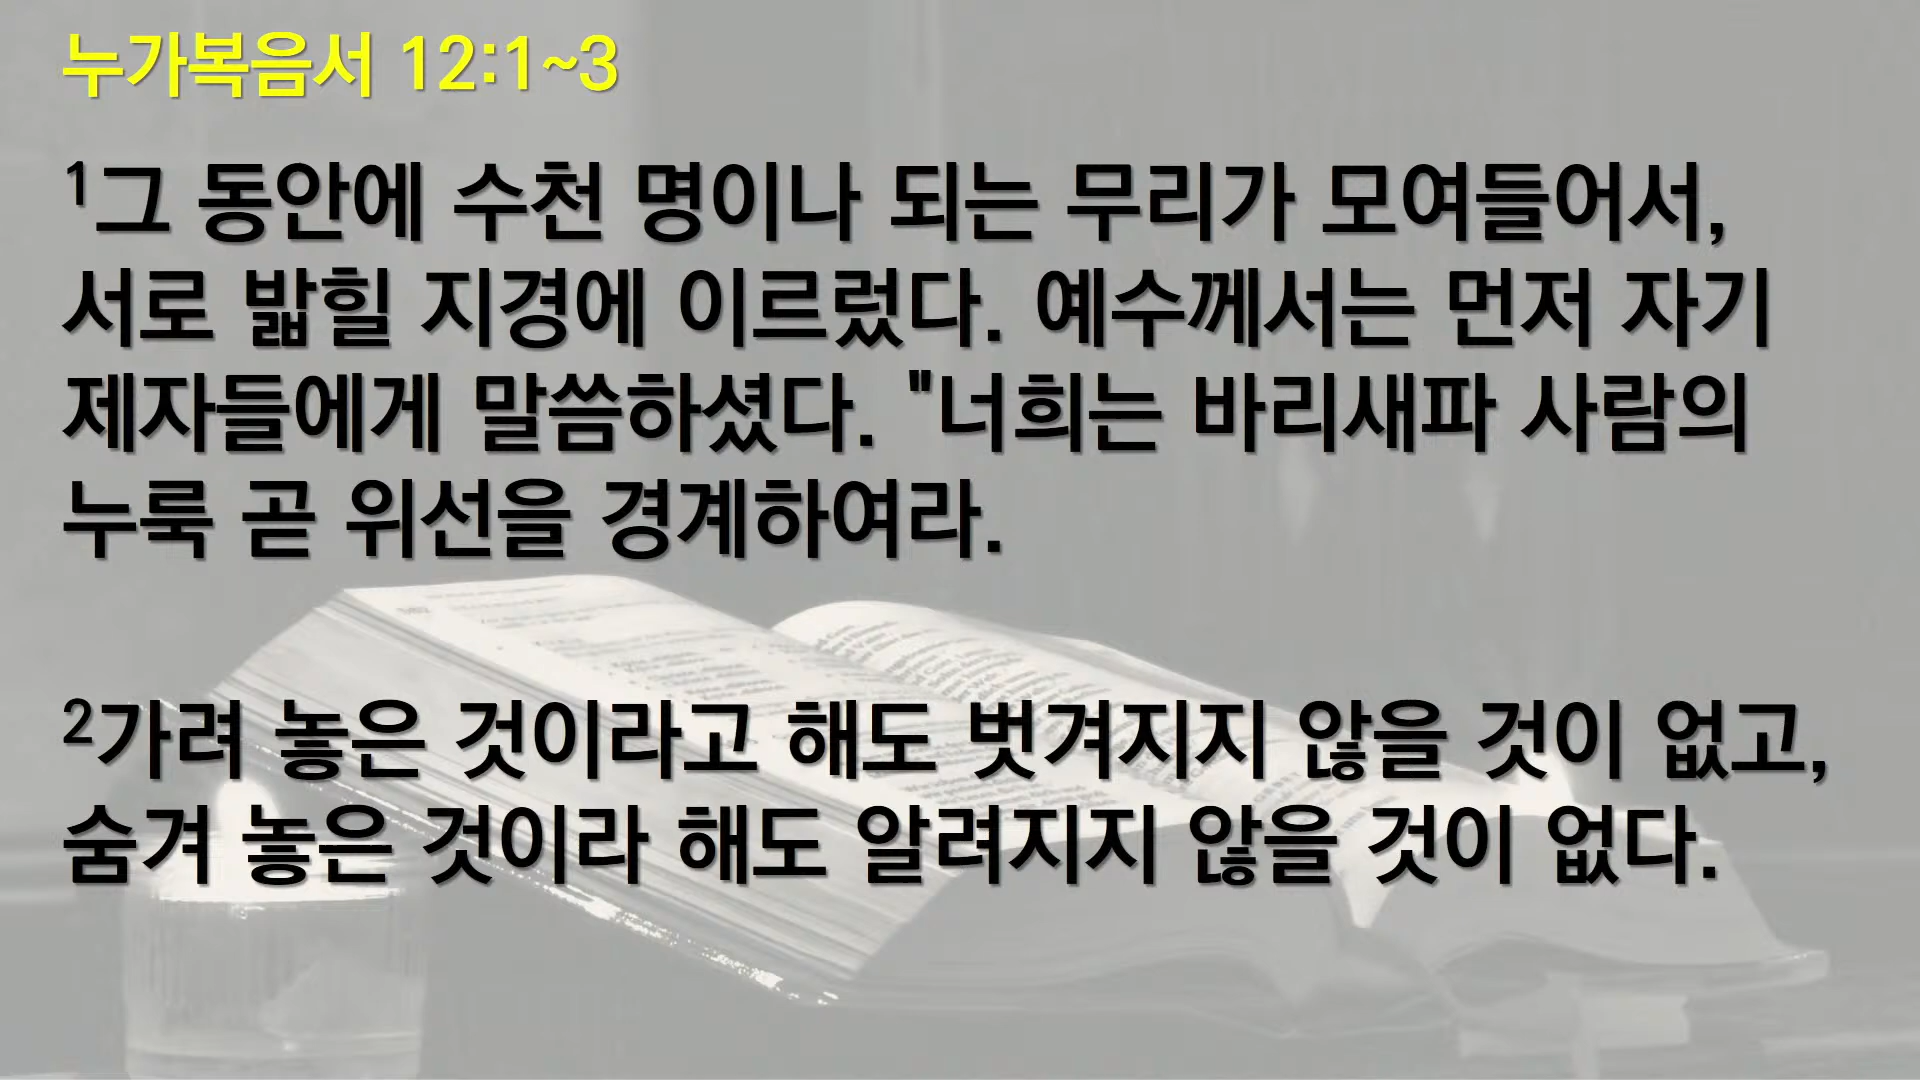 누가복음서 12:1~3
1그 동안에 수천 명이나 되는 무리가 모여들어서,
서로 밟힐 지경에 이르렀다. 예수께서는 먼저 자기
제자들에게 말씀하셨다. "너희는 바리새파 사람의
누룩 곧 위선을 경계하여라.
2가려 놓은 것이라고 해도 벗겨지지 않을 것이 없고,
숨겨 놓은 것이라 해도 알려지지 않을 것이 없다.